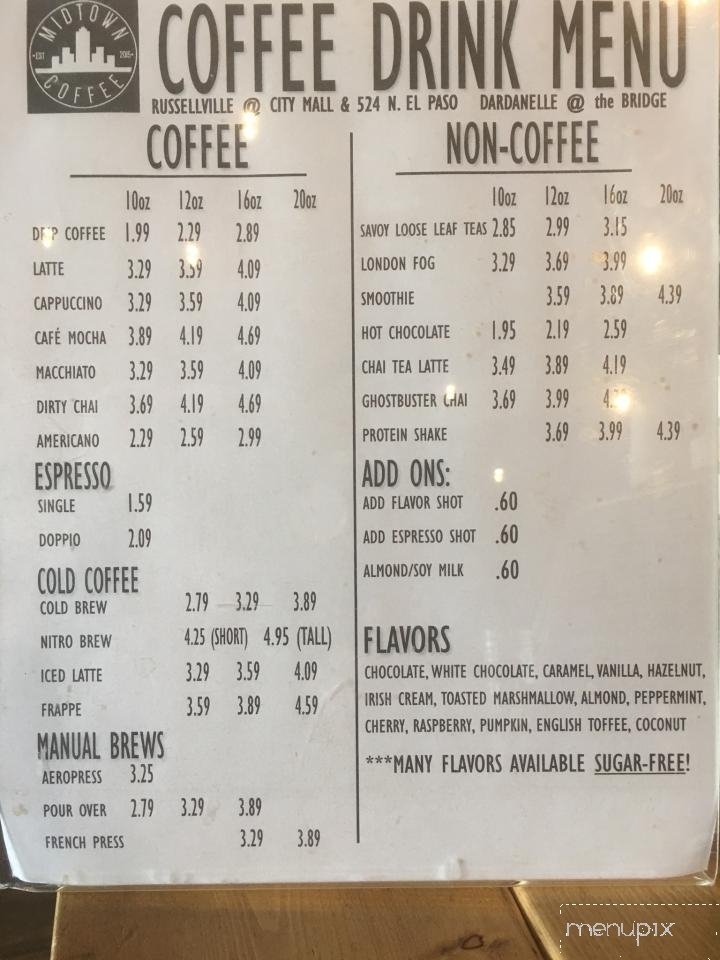 MIDTOWN
EST 2015
COFFEE
COFFEE DRINK MENU
RUSSELLVILLE @ CITY MALL & 524 N. EL PASO DARDANELLE @ the BRIDGE
COFFEE
10oz 12oz 16oz 20oz
DRIP COFFEE 1.99 2.29 2.89
LATTE 3.29 3.59 4.09
CAPPUCCINO 3.29 3.59 4.09
CAFÉ MOCHA 3.89 4.19 4.69
MACCHIATO 3.29 3.59 4.09
DIRTY CHAI 3.69 4.19 4.69
AMERICANO 2.29 2.59 2.99
ESPRESSO
SINGLE 1.59
DOPPIO 2.09
COLD COFFEE
COLD BREW 2.79 3.29 3.89
NITRO BREW 4.25 (SHORT) 4.95 (TALL)
ICED LATTE 3.29 3.59 4.09
FRAPPE 3.59 3.89 4.59
MANUAL BREWS
AEROPRESS 3.25
POUR OVER 2.79 3.29 3.89
FRENCH PRESS 3.29 3.89
NON-COFFEE
10oz 12oz 16oz 20oz
SAVOY LOOSE LEAF TEAS 2.85 2.99 3.15
LONDON FOG 3.29 3.69 3.99
SMOOTHIE 3.59 3.89 4.39
HOT CHOCOLATE 1.95 2.19 2.59
CHAI TEA LATTE 3.49 3.89 4.19
GHOSTBUSTER CHAI 3.69 3.99
PROTEIN SHAKE 3.69 3.99 4.39
ADD ONS:
ADD FLAVOR SHOT .60
ADD ESPRESSO SHOT .60
ALMOND/SOY MILK .60
FLAVORS
CHOCOLATE, WHITE CHOCOLATE, CARAMEL, VANILLA, HAZELNUT,
IRISH CREAM, TOASTED MARSHMALLOW, ALMOND, PEPPERMINT,
CHERRY, RASPBERRY, PUMPKIN, ENGLISH TOFFEE, COCONUT
***MANY FLAVORS AVAILABLE SUGAR-FREE!
menupix